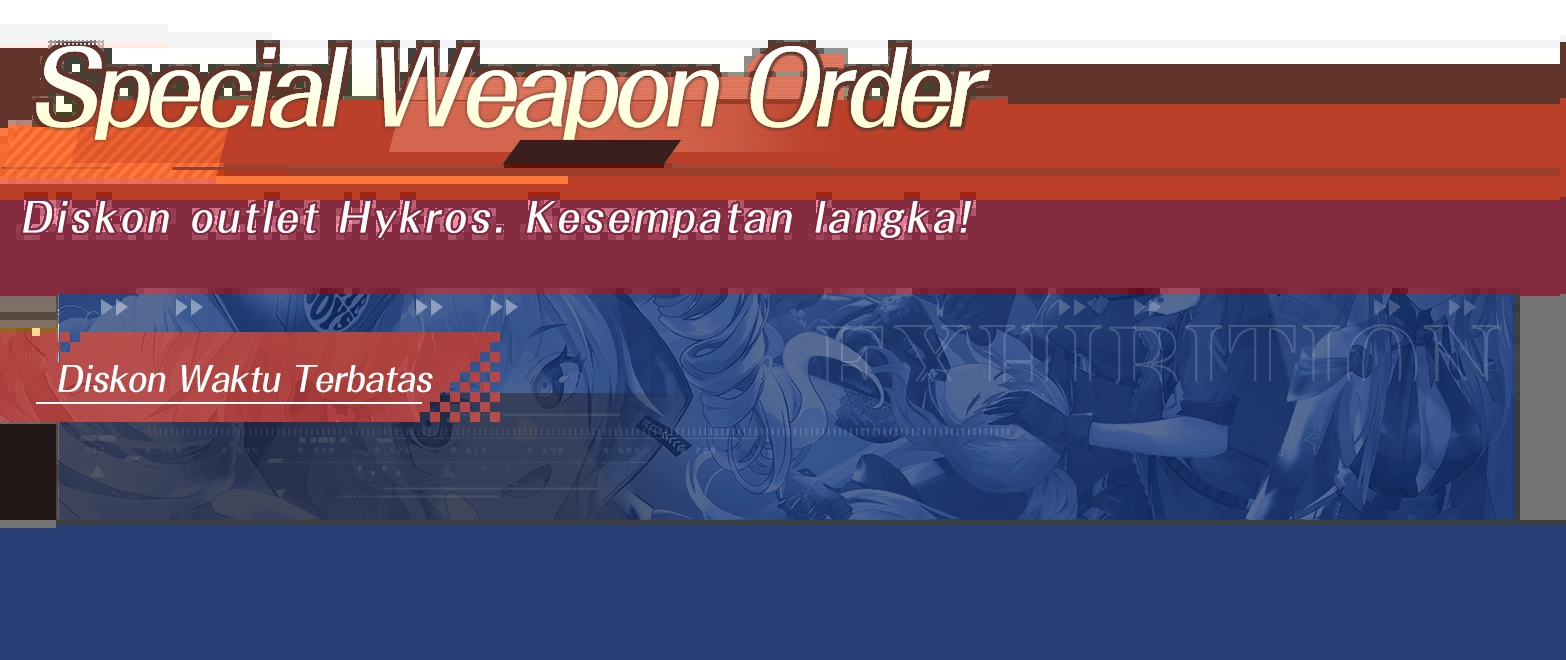 Special Weapon Order
Diskon outlet Hykros. Kesempatan langka!
EXHIBITION
Diskon Waktu Terbatas